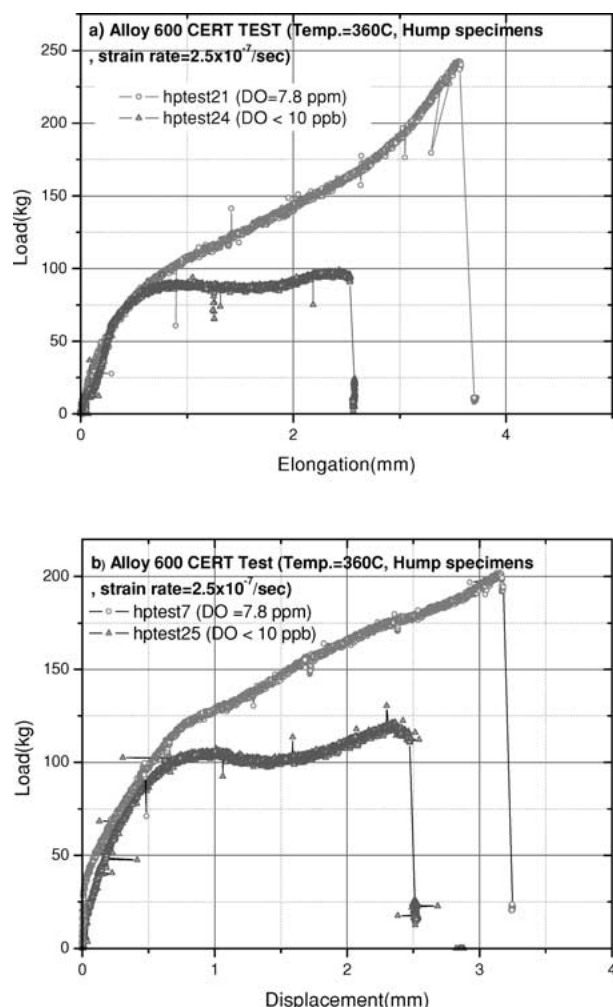 a) Alloy 600 CERT TEST (Temp.=360C, Hump specimens
, strain rate=2.5x10⁻⁷/sec)
hptest21 (DO=7.8 ppm)
hptest24 (DO < 10 ppb)
250
200
150
100
50
0
Load(kg)
0 2 3 4
Elongation(mm)
b) Alloy 600 CERT Test (Temp.=360C, Hump specimens
, strain rate=2.5x10⁻⁷/sec)
hptest7 (DO =7.8 ppm)
hptest25 (DO < 10 ppb)
200
150
100
50
0
Load(kg)
0 1 2 3 4
Displacement(mm)